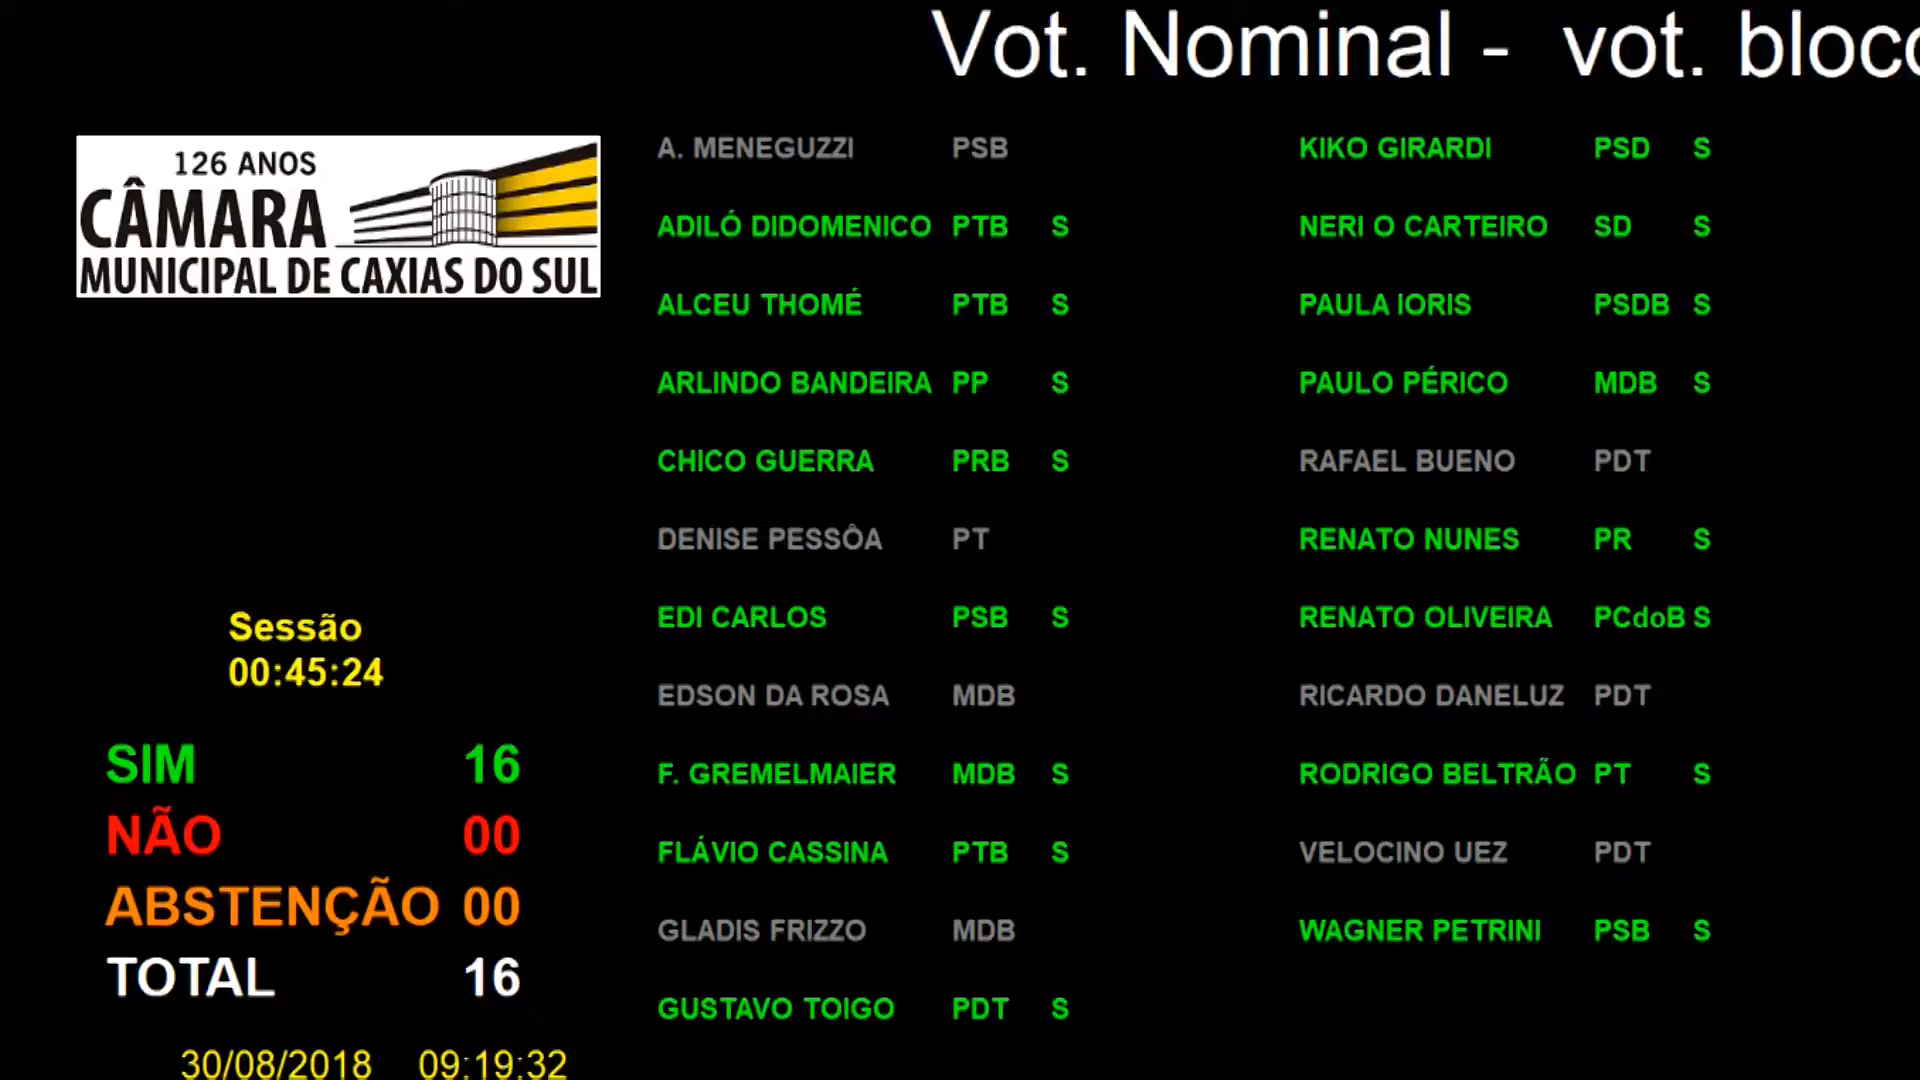 Vot. Nominal - vot. bloco
126 ANOS
CÂMARA
MUNICIPAL DE CAXIAS DO SUL
Sessão
00:45:24
SIM 16
NÃO 00
ABSTENÇÃO 00
TOTAL 16
30/08/2018 09:19:32
A. MENEGUZZI PSB
ADILÓ DIDOMENICO PTB S
ALCEU THOMÉ PTB S
ARLINDO BANDEIRA PP S
CHICO GUERRA PRB S
DENISE PESSÔA PT
EDI CARLOS PSB S
EDSON DA ROSA MDB
F. GREMELMAIER MDB S
FLÁVIO CASSINA PTB S
GLADIS FRIZZO MDB
GUSTAVO TOIGO PDT S
KIKO GIRARDI PSD S
NERI O CARTEIRO SD S
PAULA IORIS PSDB S
PAULO PÉRICO MDB S
RAFAEL BUENO PDT
RENATO NUNES PR S
RENATO OLIVEIRA PCdoB S
RICARDO DANELUZ PDT
RODRIGO BELTRÃO PT S
VELOCINO UEZ PDT
WAGNER PETRINI PSB S